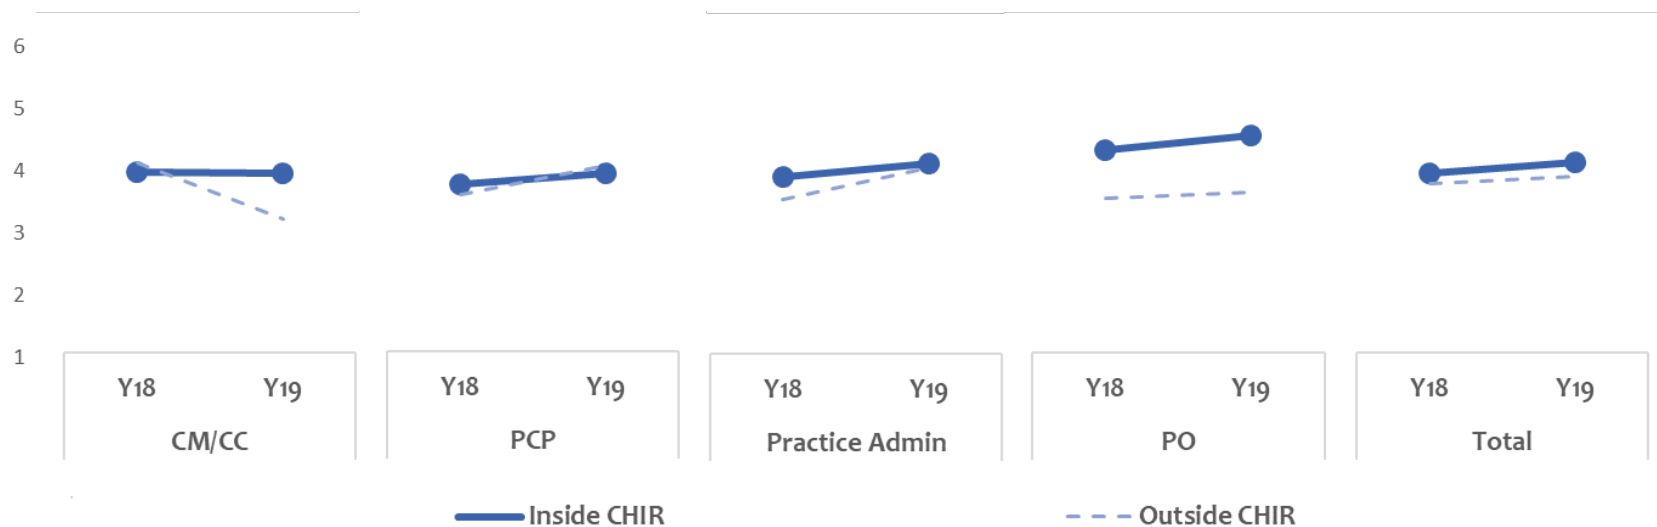 6
5
4
3
2
1
Y18 Y19 Y18 Y19 Y18 Y19 Y18 Y19 Y18 Y19
CM/CC PCP Practice Admin PO Total
Inside CHIR Outside CHIR